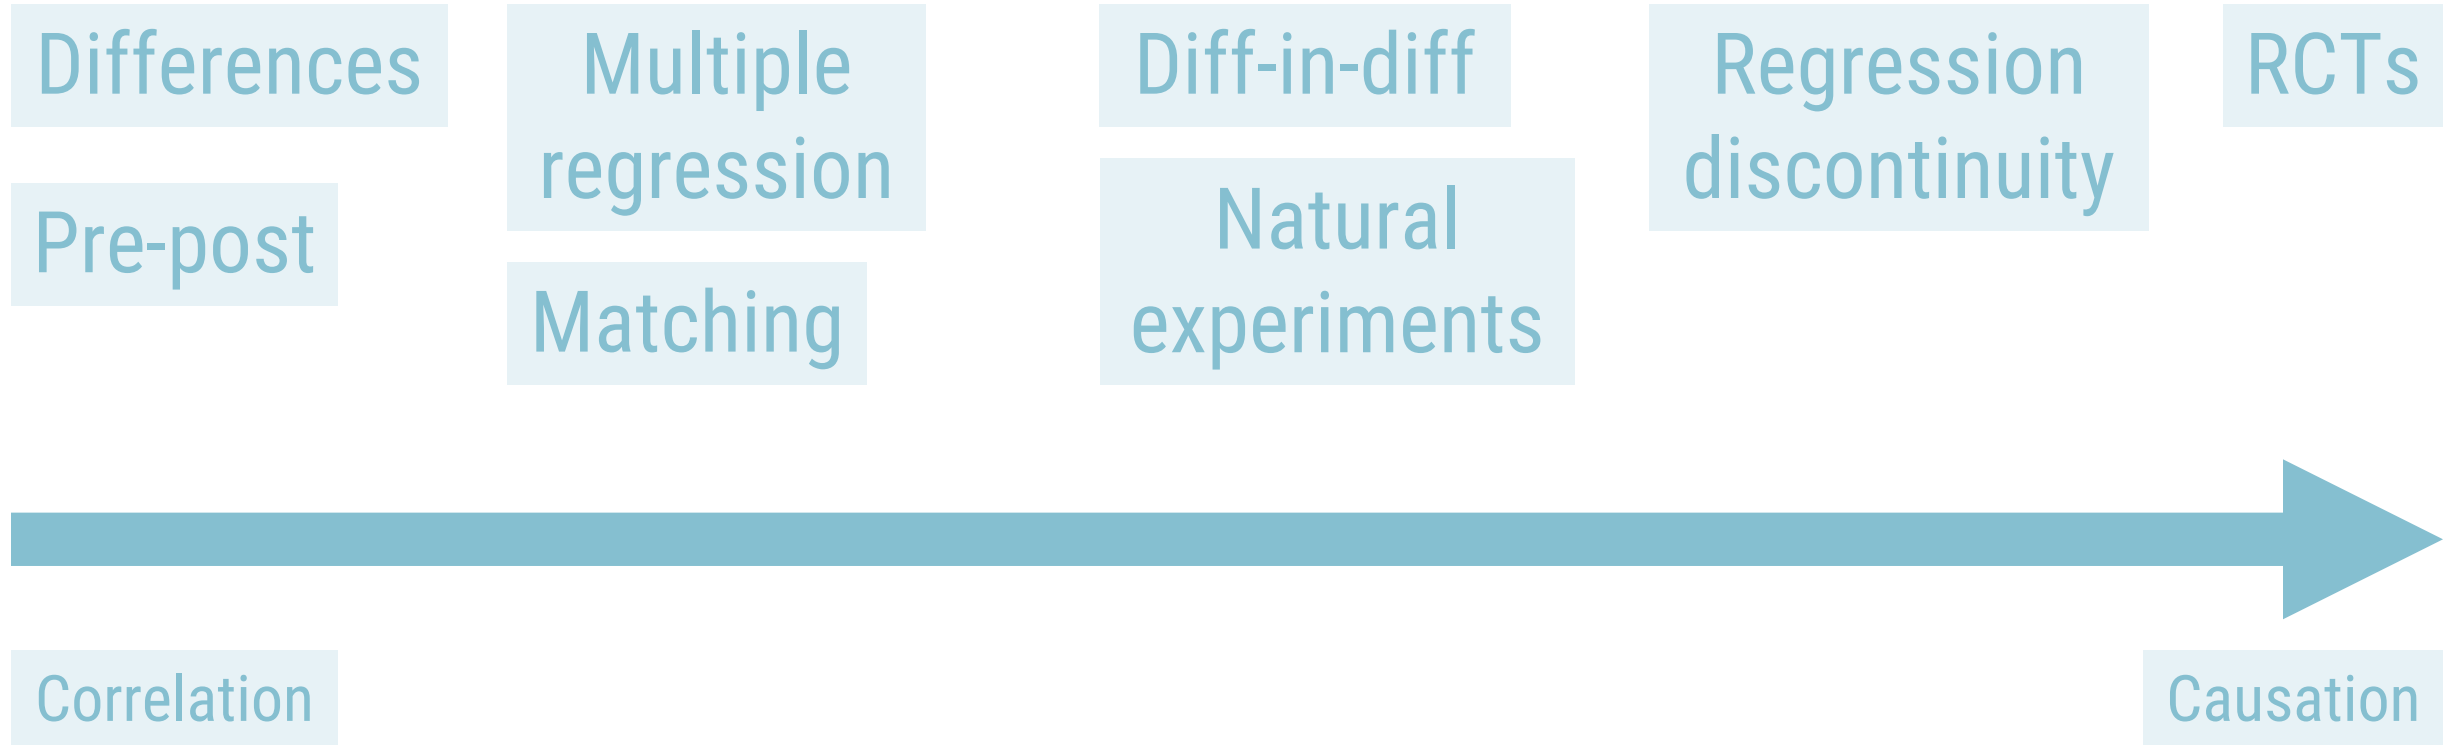 Differences
Pre-post
Multiple
regression
Matching
Diff-in-diff
Natural
experiments
Regression
discontinuity
RCTs
Correlation
Causation